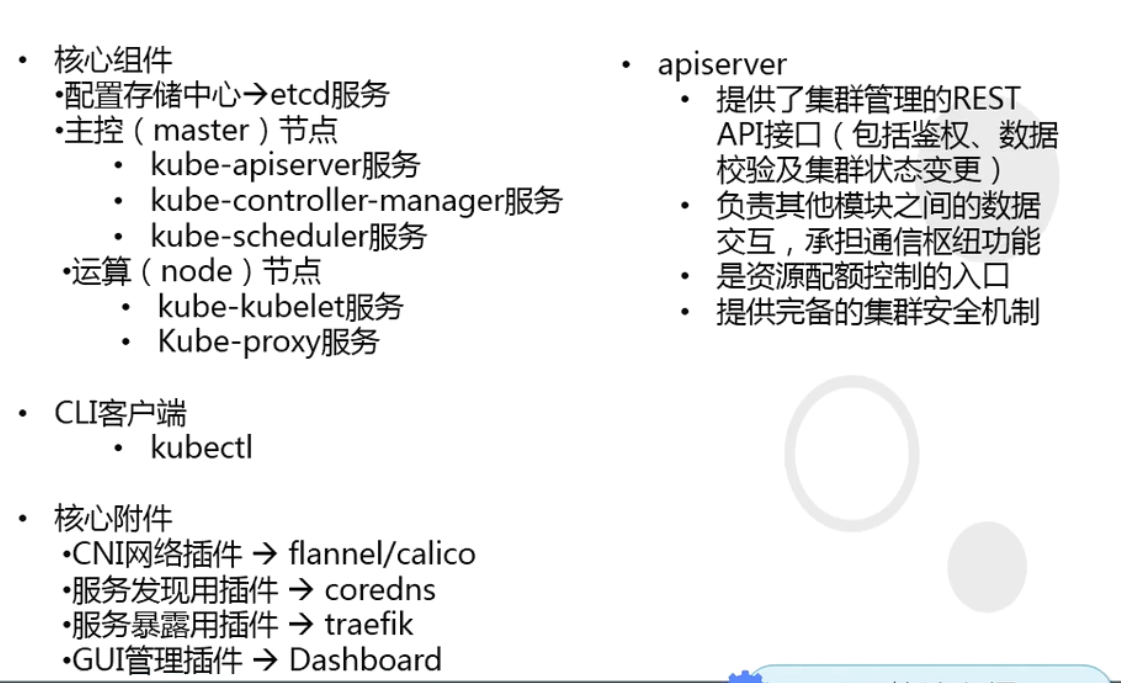 • 核心组件
•配置存储中心→etcd服务
•主控（master）节点
• kube-apiserver服务
• kube-controller-manager服务
• kube-scheduler服务
•运算（node）节点
• kube-kubelet服务
• Kube-proxy服务
• CLI客户端
• kubectl
• 核心附件
•CNI网络插件 → flannel/calico
•服务发现用插件 → coredns
•服务暴露用插件 → traefik
•GUI管理插件 → Dashboard
• apiserver
• 提供了集群管理的REST
API接口（包括鉴权、数据
校验及集群状态变更）
• 负责其他模块之间的数据
交互，承担通信枢纽功能
• 是资源配额控制的入口
• 提供完备的集群安全机制